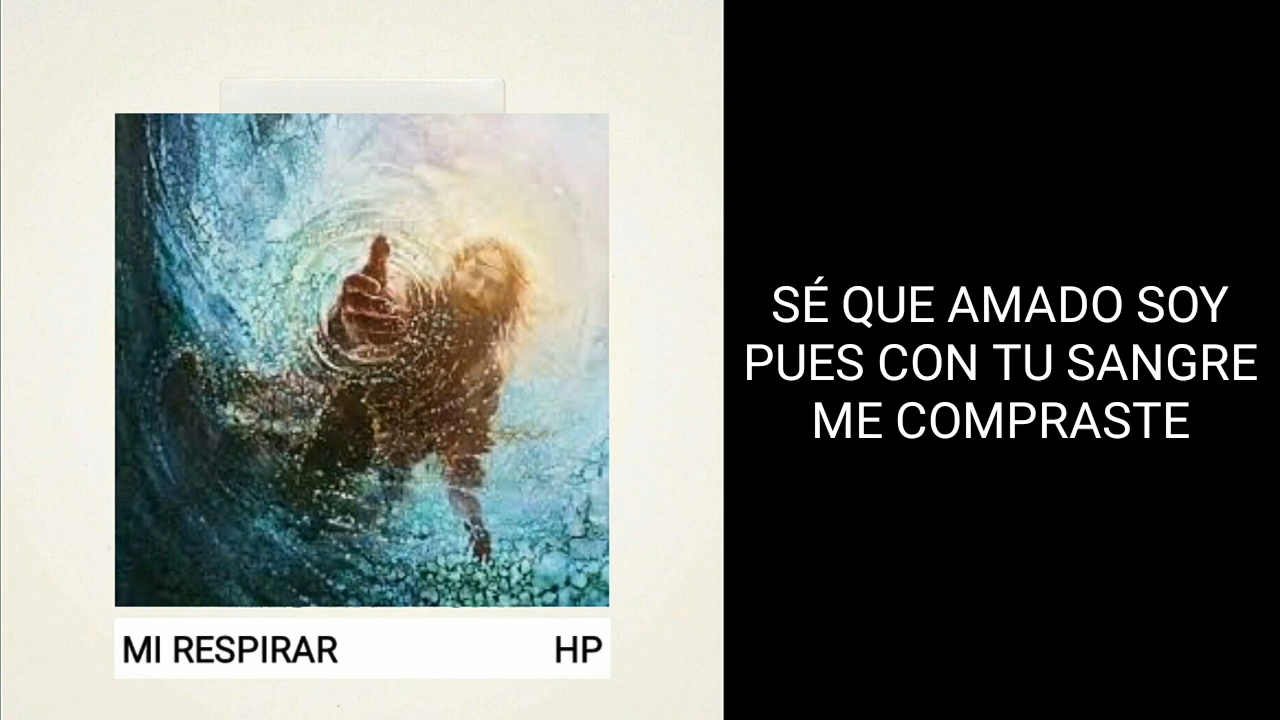 MI RESPIRAR HP
SÉ QUE AMADO SOY
PUES CON TU SANGRE
ME COMPRASTE